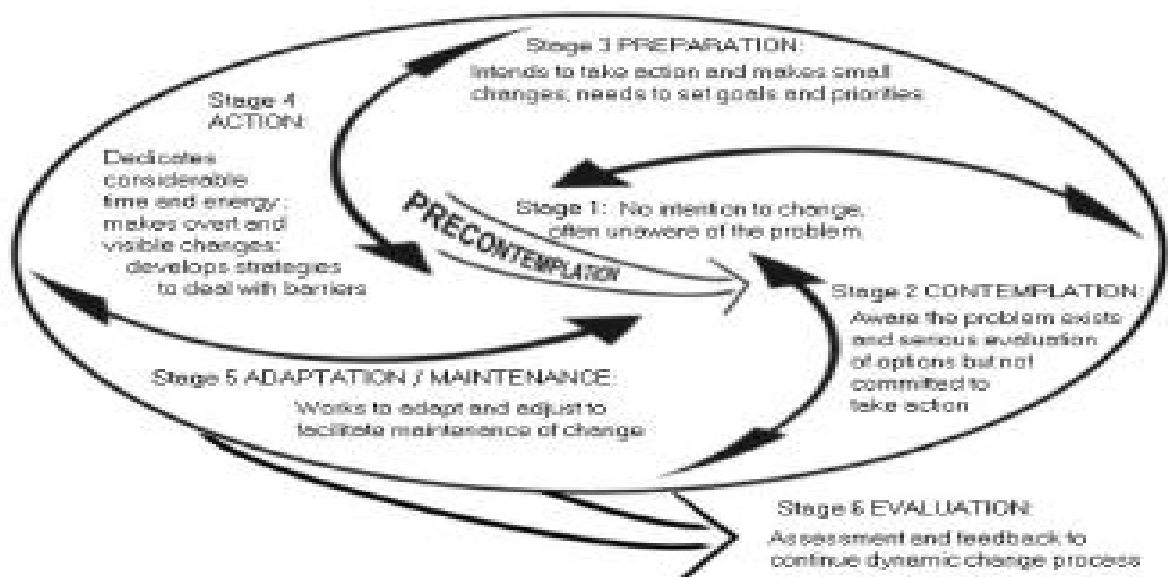 Stage 3 PREPARATION:
Intends to take action and makes small
changes; needs to set goals and priorities
Stage 4
ACTION:
Dedicates
considerable
time and energy;
makes overt and
visible changes;
develops strategies
to deal with barriers
PRECONTEMPLATION
Stage 1: No intention to change,
often unaware of the problem.
Stage 2 CONTEMPLATION:
Aware the problem exists
and serious evaluation
of options but not
committed to
take action
Stage 5 ADAPTATION / MAINTENANCE:
Works to adapt and adjust to
facilitate maintenance of change
Stage 6 EVALUATION:
Assessment and feedback to
continue dynamic change process